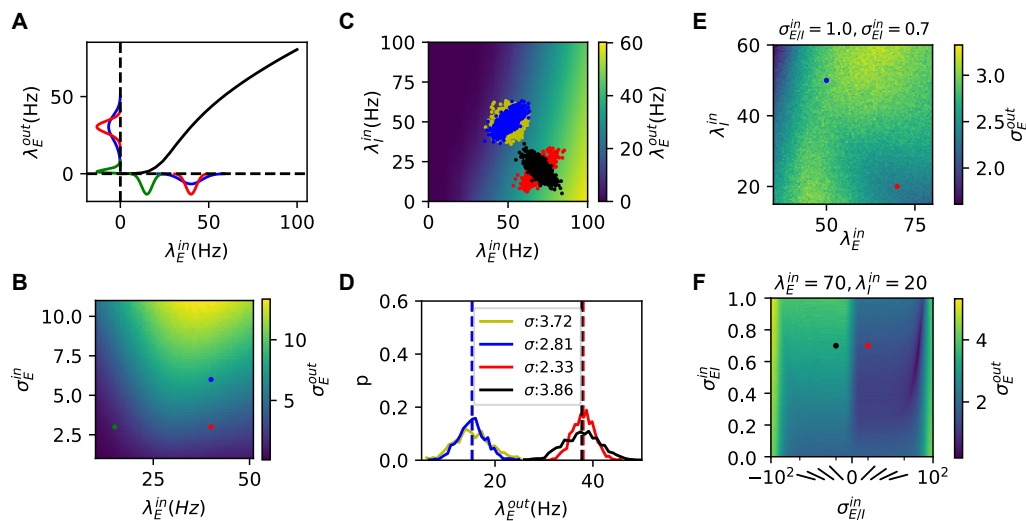 A
λ_E^out(Hz)
50
0
0
50
100
λ_E^in(Hz)
B
σ_E^in
10.0
7.5
5.0
2.5
25
50
λ_E^in(Hz)
10
5
σ_E^out
C
λ_I^in(Hz)
100
75
50
25
0
0
50
100
λ_E^in(Hz)
60
40
20
0
λ_E^out(Hz)
D
p
0.6
0.4
0.2
0.0
σ:3.72
σ:2.81
σ:2.33
σ:3.86
20
40
λ_E^out(Hz)
E
σ_E/I^in = 1.0, σ_EI^in = 0.7
λ_I^in
60
40
20
50
75
λ_E^in
3.0
2.5
2.0
σ_E^out
F
λ_E^in = 70, λ_I^in = 20
σ_EI^in
1.0
0.8
0.6
0.4
0.2
0.0
−10^2
0
10^2
σ_E/I^in
4
2
σ_E^out